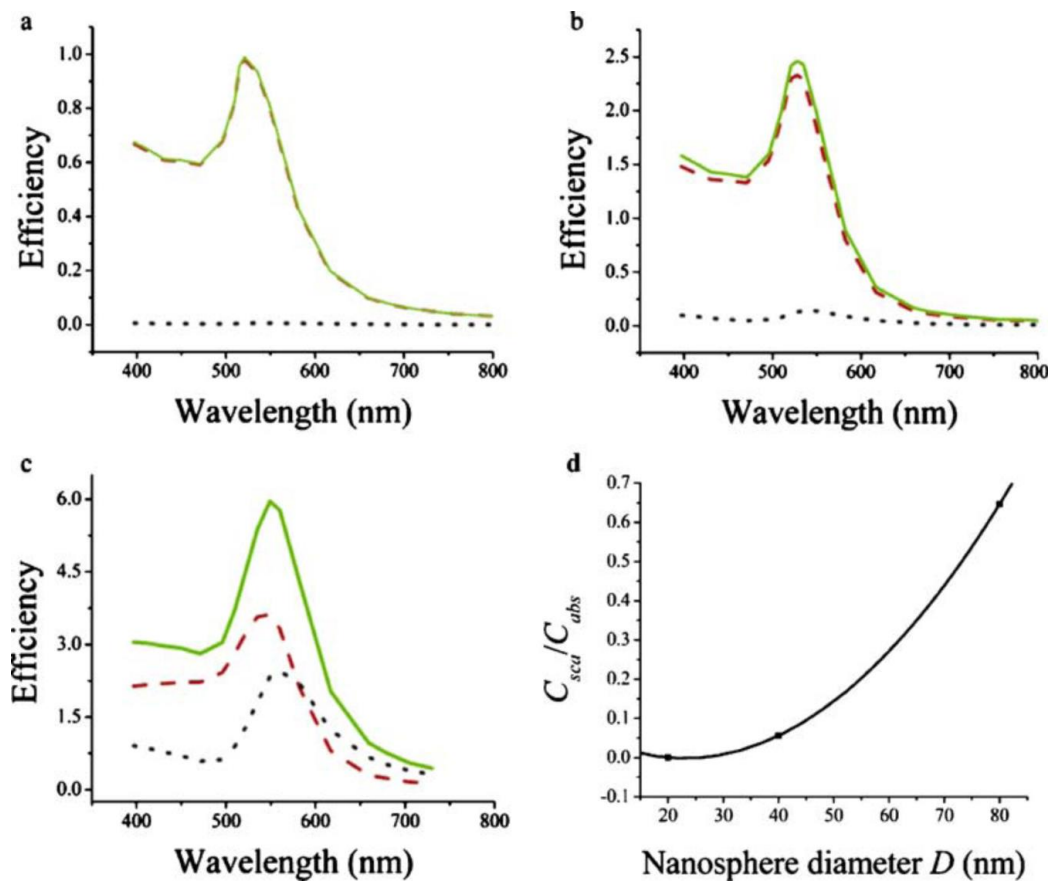 a
1.0
0.8
0.6
0.4
0.2
0.0
Efficiency
400 500 600 700 800
Wavelength (nm)
b
2.5
2.0
1.5
1.0
0.5
0.0
Efficiency
400 500 600 700 800
Wavelength (nm)
c
6.0
4.5
3.0
1.5
0.0
Efficiency
400 500 600 700 800
Wavelength (nm)
d
0.7
0.6
0.5
0.4
0.3
0.2
0.1
0.0
-0.1
C_sca/C_abs
20 30 40 50 60 70 80
Nanosphere diameter D (nm)